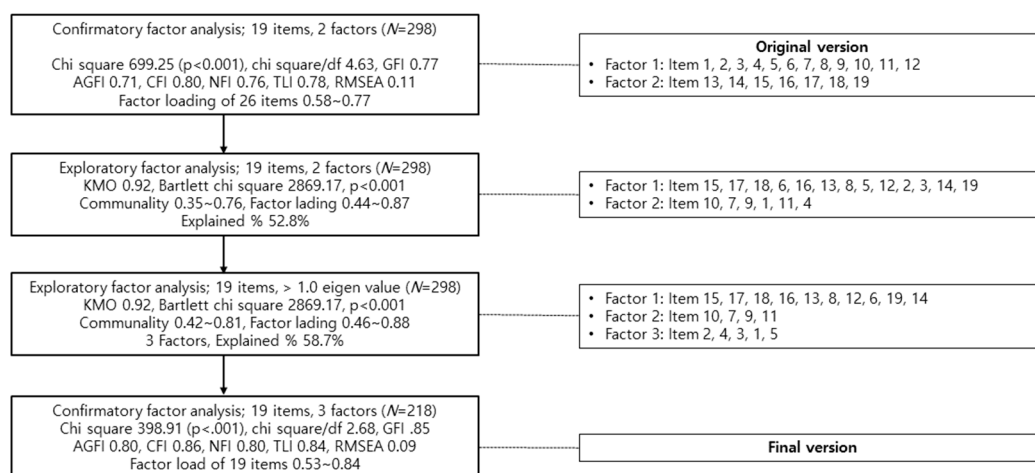 Confirmatory factor analysis; 19 items, 2 factors (N=298)
Chi square 699.25 (p<0.001), chi square/df 4.63, GFI 0.77
AGFI 0.71, CFI 0.80, NFI 0.76, TLI 0.78, RMSEA 0.11
Factor loading of 26 items 0.58~0.77
Original version
• Factor 1: Item 1, 2, 3, 4, 5, 6, 7, 8, 9, 10, 11, 12
• Factor 2: Item 13, 14, 15, 16, 17, 18, 19
Exploratory factor analysis; 19 items, 2 factors (N=298)
KMO 0.92, Bartlett chi square 2869.17, p<0.001
Communality 0.35~0.76, Factor lading 0.44~0.87
Explained % 52.8%
• Factor 1: Item 15, 17, 18, 6, 16, 13, 8, 5, 12, 2, 3, 14, 19
• Factor 2: Item 10, 7, 9, 1, 11, 4
Exploratory factor analysis; 19 items, > 1.0 eigen value (N=298)
KMO 0.92, Bartlett chi square 2869.17, p<0.001
Communality 0.42~0.81, Factor lading 0.46~0.88
3 Factors, Explained % 58.7%
• Factor 1: Item 15, 17, 18, 16, 13, 8, 12, 6, 19, 14
• Factor 2: Item 10, 7, 9, 11
• Factor 3: Item 2, 4, 3, 1, 5
Confirmatory factor analysis; 19 items, 3 factors (N=218)
Chi square 398.91 (p<.001), chi square/df 2.68, GFI .85
AGFI 0.80, CFI 0.86, NFI 0.80, TLI 0.84, RMSEA 0.09
Factor load of 19 items 0.53~0.84
Final version